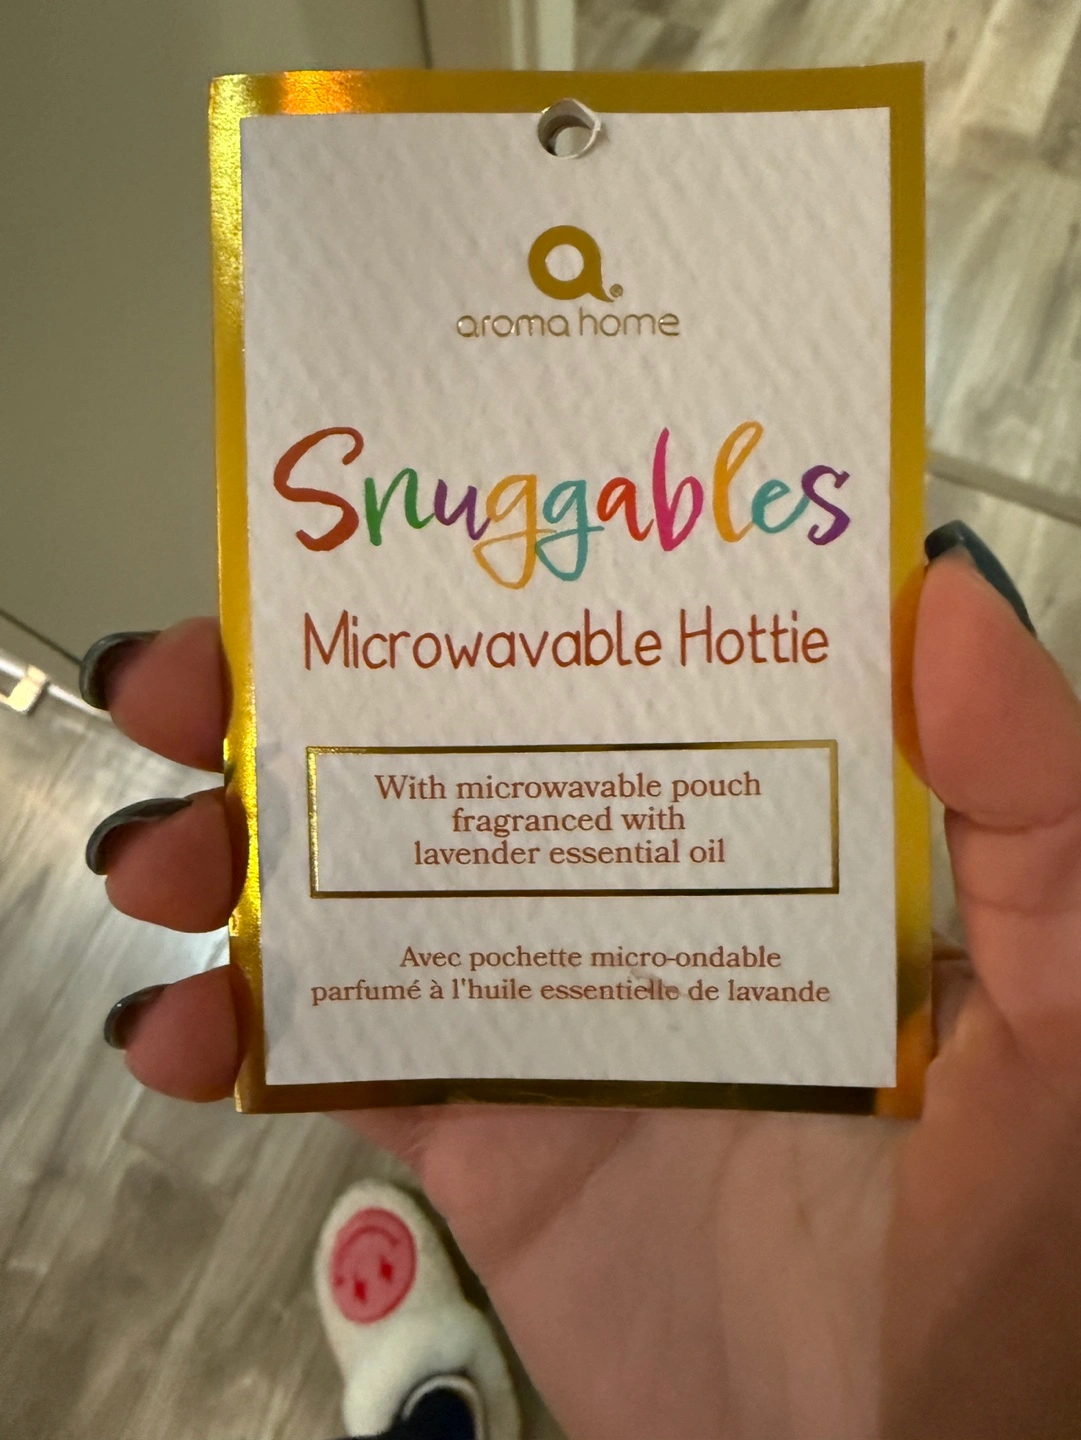 a®
aroma home
Snuggables
Microwavable Hottie
With microwavable pouch
fragranced with
lavender essential oil
Avec pochette micro-ondable
parfumé à l'huile essentielle de lavande